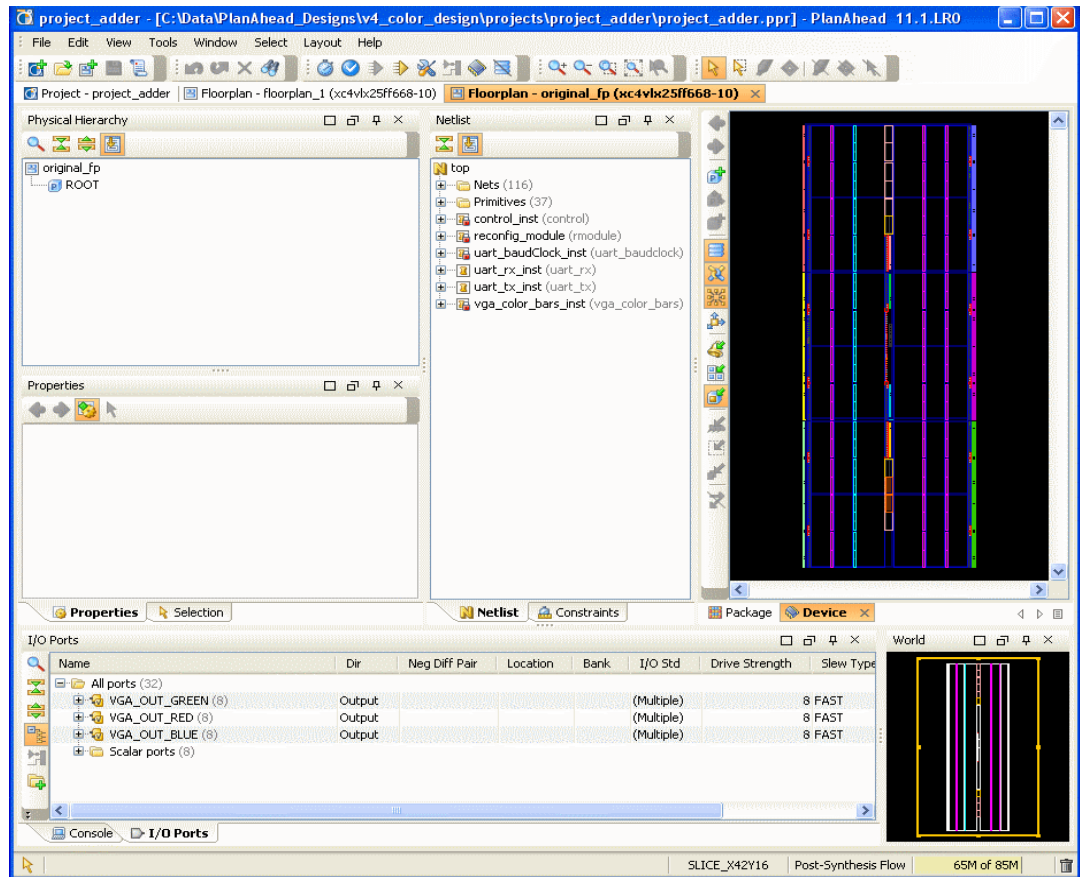 project_adder - [C:\Data\PlanAhead_Designs\v4_color_design\projects\project_adder\project_adder.ppr] - PlanAhead 11.1.LR0
File Edit View Tools Window Select Layout Help
Project - project_adder Floorplan - floorplan_1 (xc4vlx25ff668-10) Floorplan - original_fp (xc4vlx25ff668-10)
Physical Hierarchy
original_fp
ROOT
Netlist
top
Nets (116)
Primitives (37)
control_inst (control)
reconfig_module (rmodule)
uart_baudClock_inst (uart_baudclock)
uart_rx_inst (uart_rx)
uart_tx_inst (uart_tx)
vga_color_bars_inst (vga_color_bars)
Properties
Properties Selection
Netlist Constraints
Package Device
I/O Ports
Name Dir Neg Diff Pair Location Bank I/O Std Drive Strength Slew Type
All ports (32)
VGA_OUT_GREEN (8) Output (Multiple) 8 FAST
VGA_OUT_RED (8) Output (Multiple) 8 FAST
VGA_OUT_BLUE (8) Output (Multiple) 8 FAST
Scalar ports (8)
World
Console I/O Ports
SLICE_X42Y16 Post-Synthesis Flow 65M of 85M